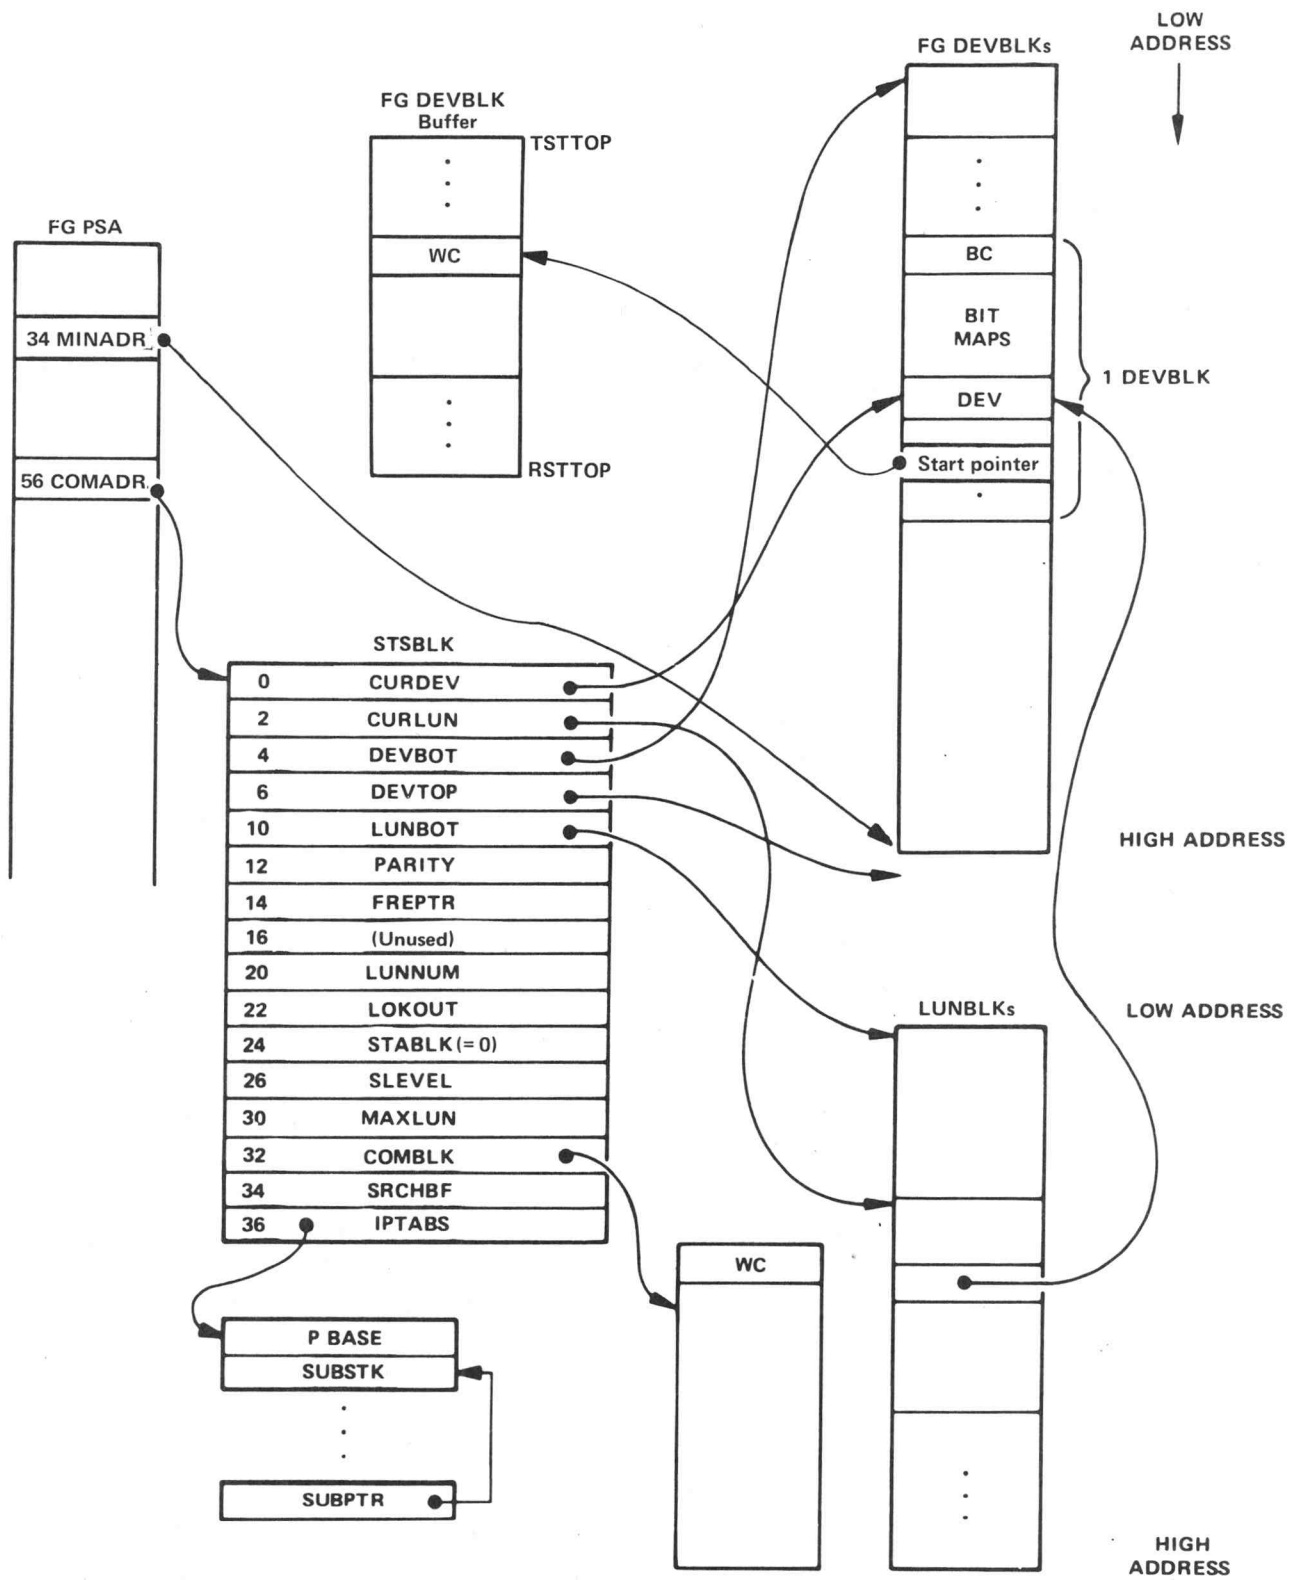 LOW
ADDRESS
FG DEVBLKs
FG DEVBLK
Buffer
TSTTOP
WC
RSTTOP
FG PSA
34 MINADR
56 COMADR
BC
BIT
MAPS
DEV
Start pointer
1 DEVBLK
HIGH ADDRESS
STSBLK
0 CURDEV
2 CURLUN
4 DEVBOT
6 DEVTOP
10 LUNBOT
12 PARITY
14 FREPTR
16 (Unused)
20 LUNNUM
22 LOKOUT
24 STABLK (= 0)
26 SLEVEL
30 MAXLUN
32 COMBLK
34 SRCHBF
36 IPTABS
P BASE
SUBSTK
SUBPTR
WC
LUNBLKs
LOW ADDRESS
HIGH
ADDRESS